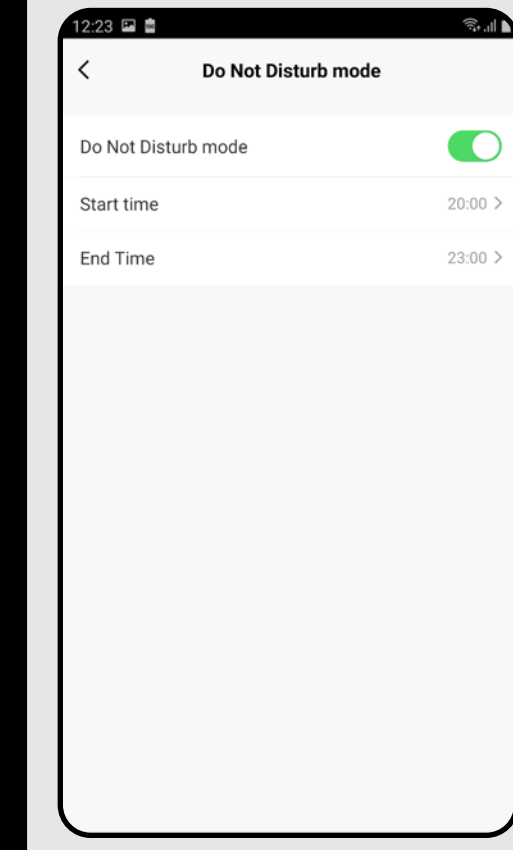 12:23
Do Not Disturb mode
Do Not Disturb mode
Start time 20:00
End Time 23:00